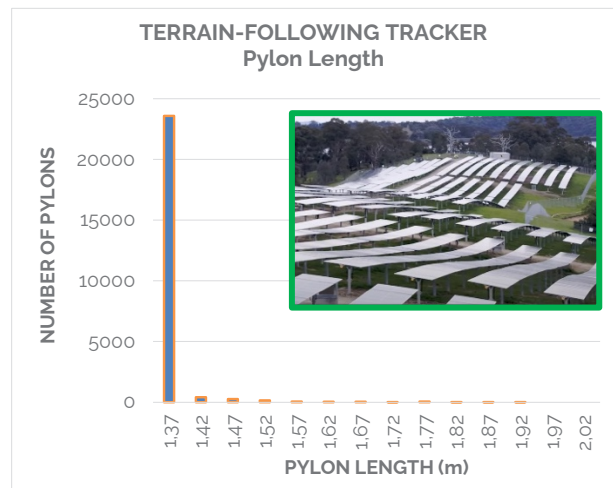 TERRAIN-FOLLOWING TRACKER
Pylon Length
25000
20000
15000
10000
5000
0
NUMBER OF PYLONS
1,37 1,42 1,47 1,52 1,57 1,62 1,67 1,72 1,77 1,82 1,87 1,92 1,97 2,02
PYLON LENGTH (m)